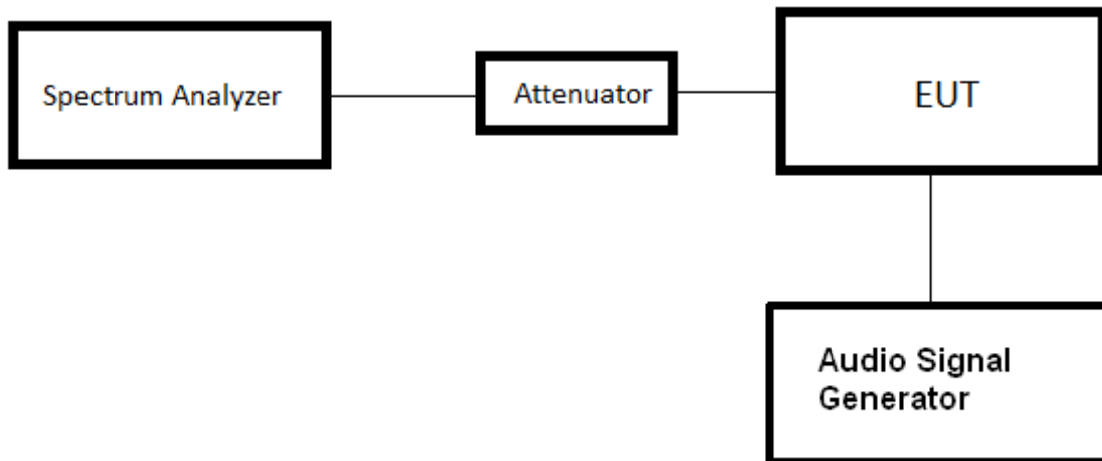 Spectrum Analyzer
Attenuator
EUT
Audio Signal
Generator